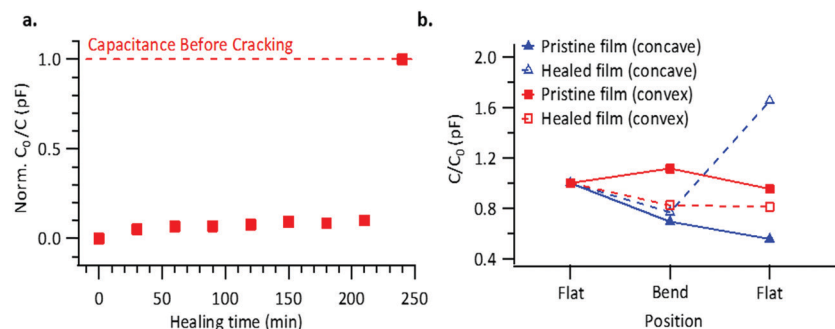 a.
Capacitance Before Cracking
1.0
0.5
0.0
Norm. C₀/C (pF)
0
50
100
150
200
250
Healing time (min)
b.
Pristine film (concave)
Healed film (concave)
Pristine film (convex)
Healed film (convex)
2.0
1.6
1.2
0.8
0.4
C/C₀ (pF)
Flat
Bend
Flat
Position